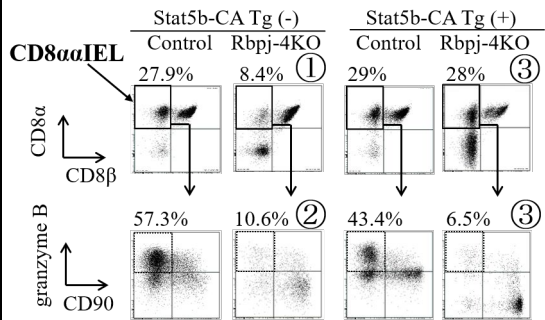 Stat5b-CA Tg (-) Stat5b-CA Tg (+)
Control Rbpj-4KO Control Rbpj-4KO
CD8ααIEL
27.9% 8.4% ① 29% 28% ③
CD8α
CD8β
57.3% 10.6% ② 43.4% 6.5% ③
granzyme B
CD90